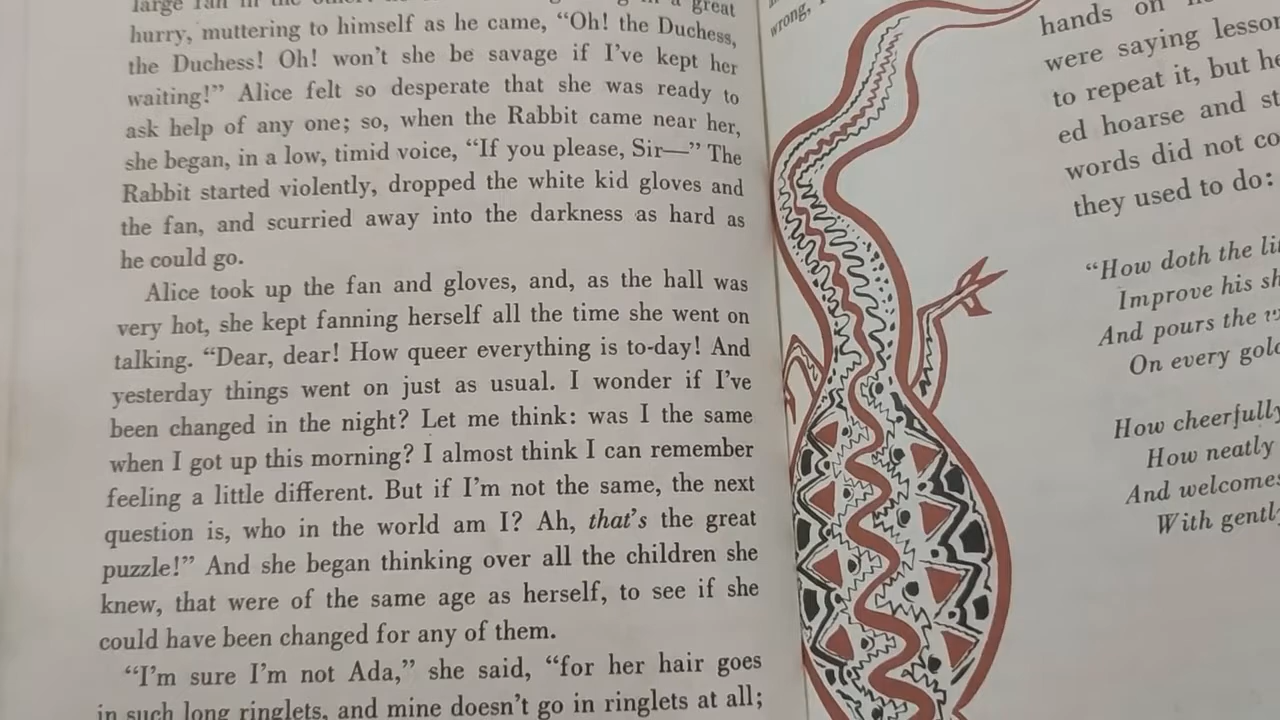 large fan in the other: he great
hurry, muttering to himself as he came, “Oh! the Duchess,
the Duchess! Oh! won’t she be savage if I’ve kept her
waiting!” Alice felt so desperate that she was ready to
ask help of any one; so, when the Rabbit came near her,
she began, in a low, timid voice, “If you please, Sir—” The
Rabbit started violently, dropped the white kid gloves and
the fan, and scurried away into the darkness as hard as
he could go.
Alice took up the fan and gloves, and, as the hall was
very hot, she kept fanning herself all the time she went on
talking. “Dear, dear! How queer everything is to-day! And
yesterday things went on just as usual. I wonder if I’ve
been changed in the night? Let me think: was I the same
when I got up this morning? I almost think I can remember
feeling a little different. But if I’m not the same, the next
question is, who in the world am I? Ah, that’s the great
puzzle!” And she began thinking over all the children she
knew, that were of the same age as herself, to see if she
could have been changed for any of them.
“I’m sure I’m not Ada,” she said, “for her hair goes
in such long ringlets, and mine doesn’t go in ringlets at all;
wrong,
hands on
were saying
to repeat it, but
ed hoarse and
words did not
they used to do:
“How doth the
Improve his
And pours the
On every
How cheerfully
How neatly
And
With